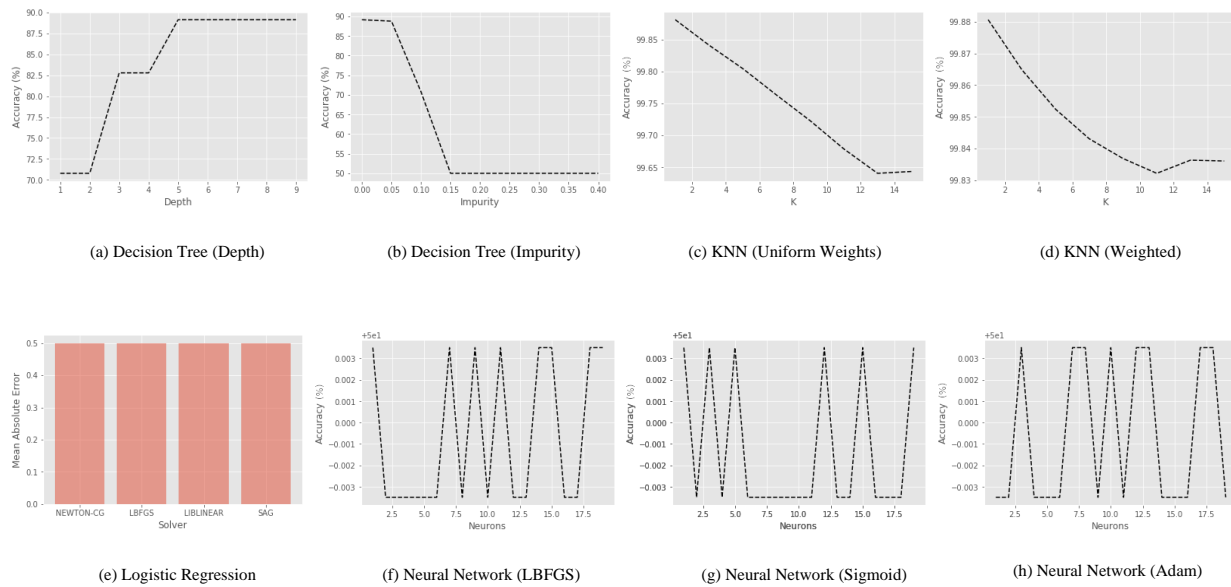 90.0
87.5
85.0
82.5
80.0
77.5
75.0
72.5
70.0
Accuracy (%)
1 2 3 4 5 6 7 8 9
Depth
(a) Decision Tree (Depth)
90
85
80
75
70
65
60
55
50
Accuracy (%)
0.00 0.05 0.10 0.15 0.20 0.25 0.30 0.35 0.40
Impurity
(b) Decision Tree (Impurity)
99.85
99.80
99.75
99.70
99.65
Accuracy (%)
2 4 6 8 10 12 14
K
(c) KNN (Uniform Weights)
99.88
99.87
99.86
99.85
99.84
99.83
Accuracy (%)
2 4 6 8 10 12 14
K
(d) KNN (Weighted)
0.5
0.4
0.3
0.2
0.1
0.0
Mean Absolute Error
NEWTON-CG LBFGS LIBLINEAR SAG
Solver
(e) Logistic Regression
+5e1
0.003
0.002
0.001
0.000
−0.001
−0.002
−0.003
Accuracy (%)
2.5 5.0 7.5 10.0 12.5 15.0 17.5
Neurons
(f) Neural Network (LBFGS)
+5e1
0.003
0.002
0.001
0.000
−0.001
−0.002
−0.003
Accuracy (%)
2.5 5.0 7.5 10.0 12.5 15.0 17.5
Neurons
(g) Neural Network (Sigmoid)
+5e1
0.003
0.002
0.001
0.000
−0.001
−0.002
−0.003
Accuracy (%)
2.5 5.0 7.5 10.0 12.5 15.0 17.5
Neurons
(h) Neural Network (Adam)